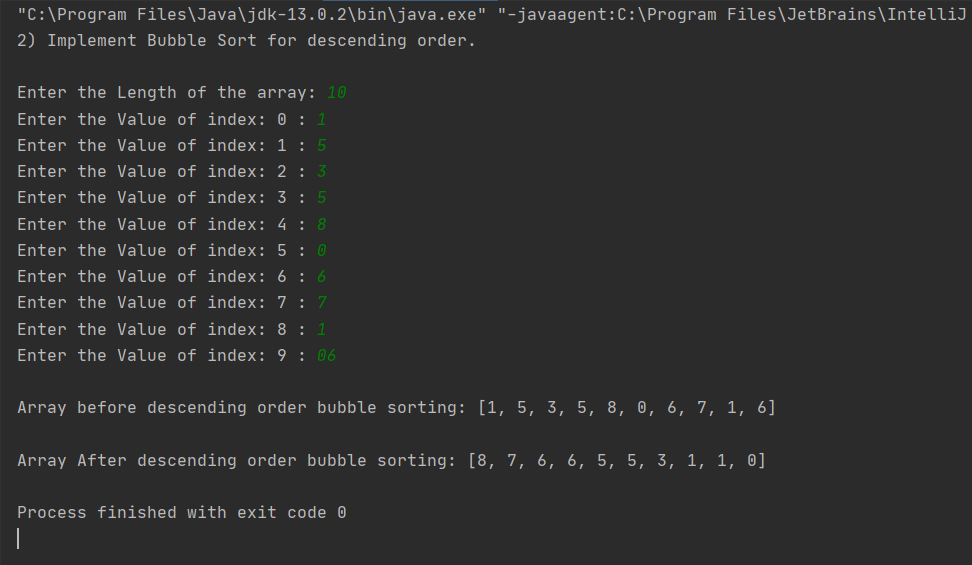 "C:\Program Files\Java\jdk-13.0.2\bin\java.exe" "-javaagent:C:\Program Files\JetBrains\IntelliJ
2) Implement Bubble Sort for descending order.
Enter the Length of the array: 10
Enter the Value of index: 0 : 1
Enter the Value of index: 1 : 5
Enter the Value of index: 2 : 3
Enter the Value of index: 3 : 5
Enter the Value of index: 4 : 8
Enter the Value of index: 5 : 0
Enter the Value of index: 6 : 6
Enter the Value of index: 7 : 7
Enter the Value of index: 8 : 1
Enter the Value of index: 9 : 06
Array before descending order bubble sorting: [1, 5, 3, 5, 8, 0, 6, 7, 1, 6]
Array After descending order bubble sorting: [8, 7, 6, 6, 5, 5, 3, 1, 1, 0]
Process finished with exit code 0